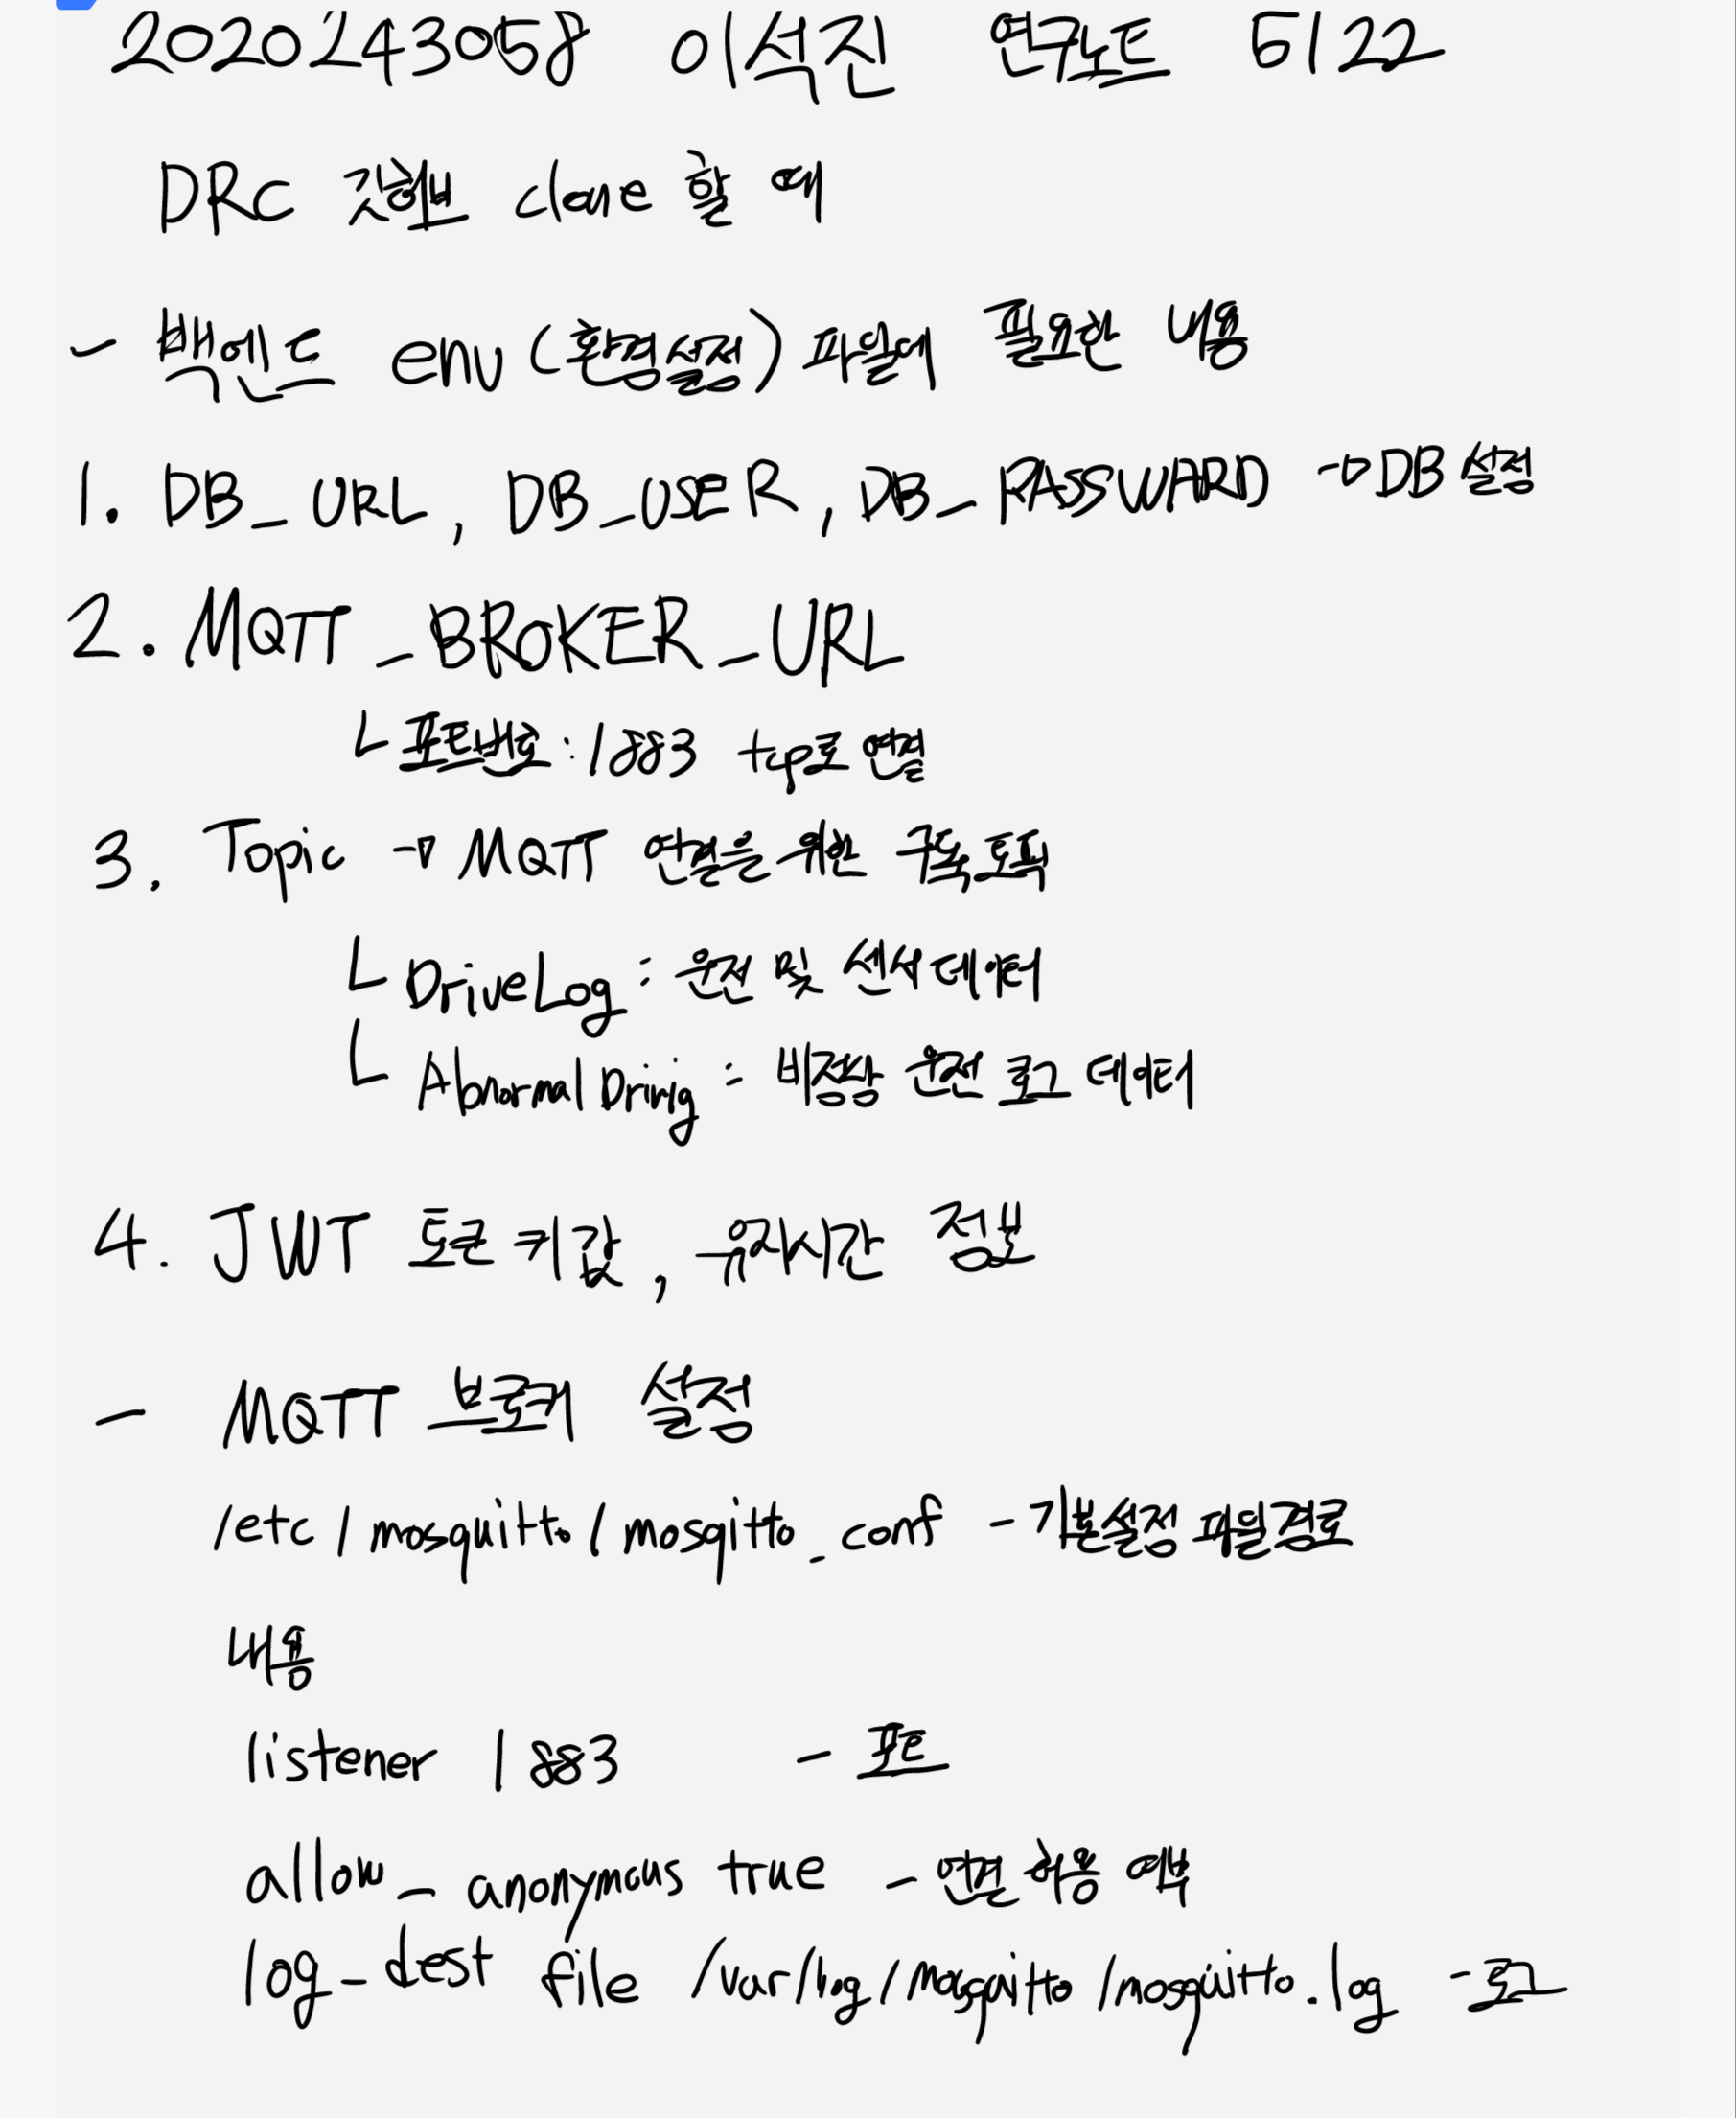 2020243058 이석진 연구노트 5/22
DRC 깃헙 clone 할 때
- 백엔드 env (환경설정) 파일에 필요한 내용
1. DB_URL, DB_USER, DB_PASSWARD → DB 설정
2. MQTT_BROKER_URL
ㄴ 포트번호 : 1883 tcp로 연결
3. Topic → MQTT 연결을 위한 구독 토픽
ㄴ DriveLog : 운전 및 센서 데이터
ㄴ Abnormal Drivig : 비정상 운전 로그 데이터
4. JWT 토큰 키값, 유지시간 정보
- MQTT 브로커 설정
/etc/mosquitto/mosqitto.conf - 기본설정 파일 경로
내용
listener 1883 - 포트
allow_anonymous true - 연결 허용 여부
log_dest file /var/log/mosquitto/mosquitto.log - 로그